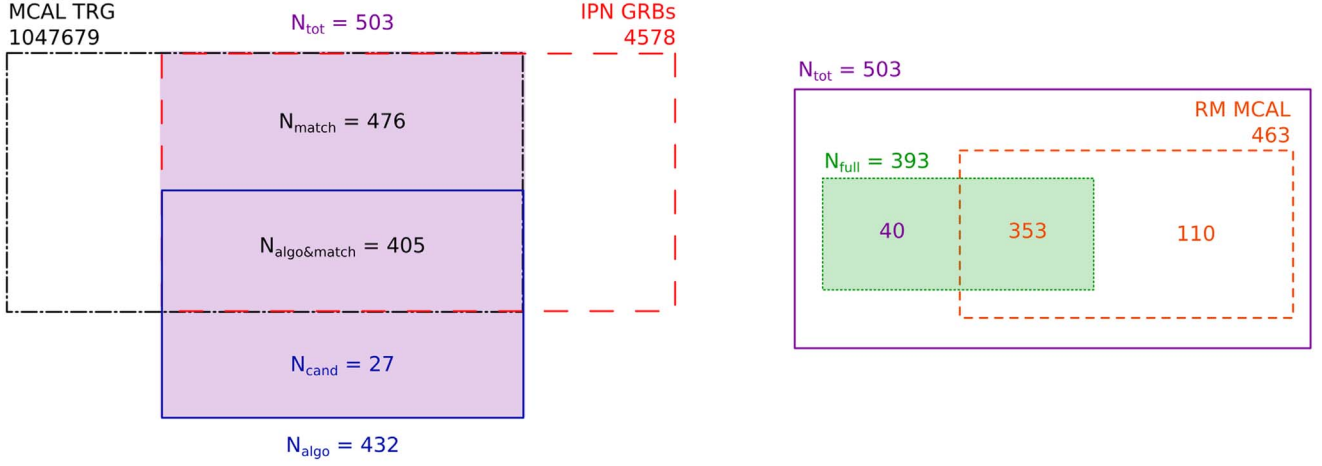 MCAL TRG
1047679
N_tot = 503
IPN GRBs
4578
N_match = 476
N_algo&match = 405
N_cand = 27
N_algo = 432
N_tot = 503
RM MCAL
463
N_full = 393
40
353
110